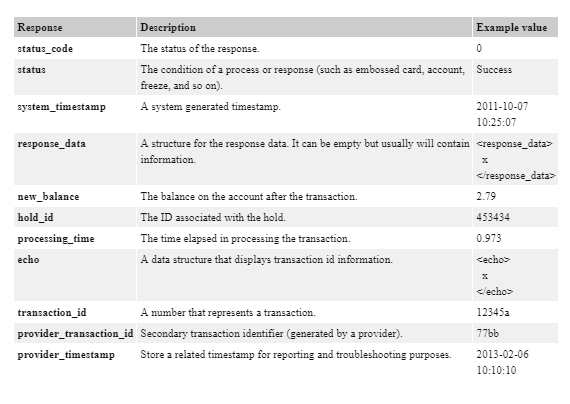 Response Description Example value
status_code The status of the response. 0
status The condition of a process or response (such as embossed card, account, Success
freeze, and so on).
system_timestamp A system generated timestamp. 2011-10-07
10:25:07
response_data A structure for the response data. It can be empty but usually will contain <response_data>
information. x
</response_data>
new_balance The balance on the account after the transaction. 2.79
hold_id The ID associated with the hold. 453434
processing_time The time elapsed in processing the transaction. 0.973
echo A data structure that displays transaction id information. <echo>
x
</echo>
transaction_id A number that represents a transaction. 12345a
provider_transaction_id Secondary transaction identifier (generated by a provider). 77bb
provider_timestamp Store a related timestamp for reporting and troubleshooting purposes. 2013-02-06
10:10:10